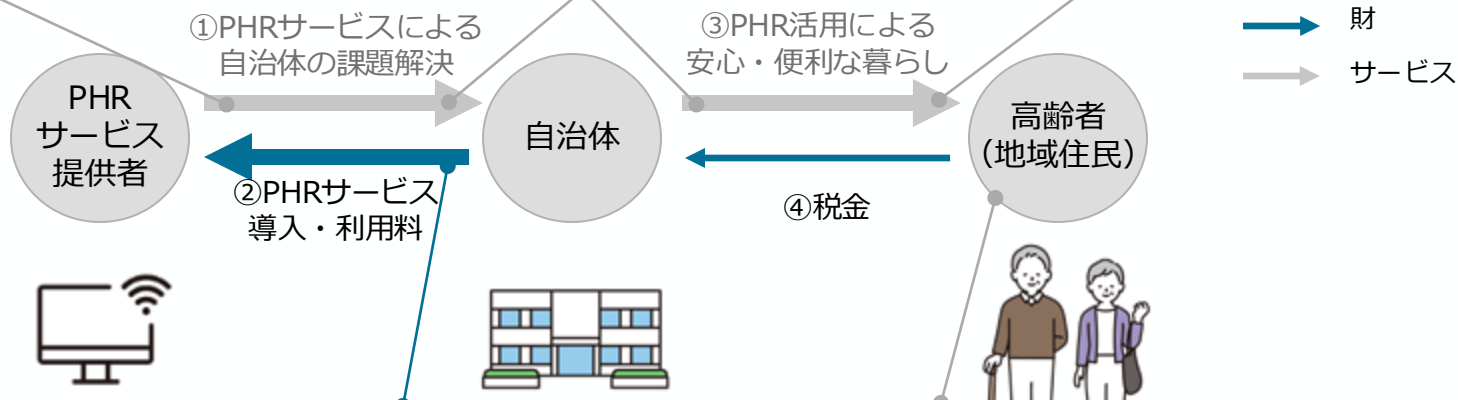 ①PHRサービスによる
自治体の課題解決
③PHR活用による
安心・便利な暮らし
財
サービス
PHR
サービス
提供者
自治体
高齢者
（地域住民）
②PHRサービス
導入・利用料
④税金